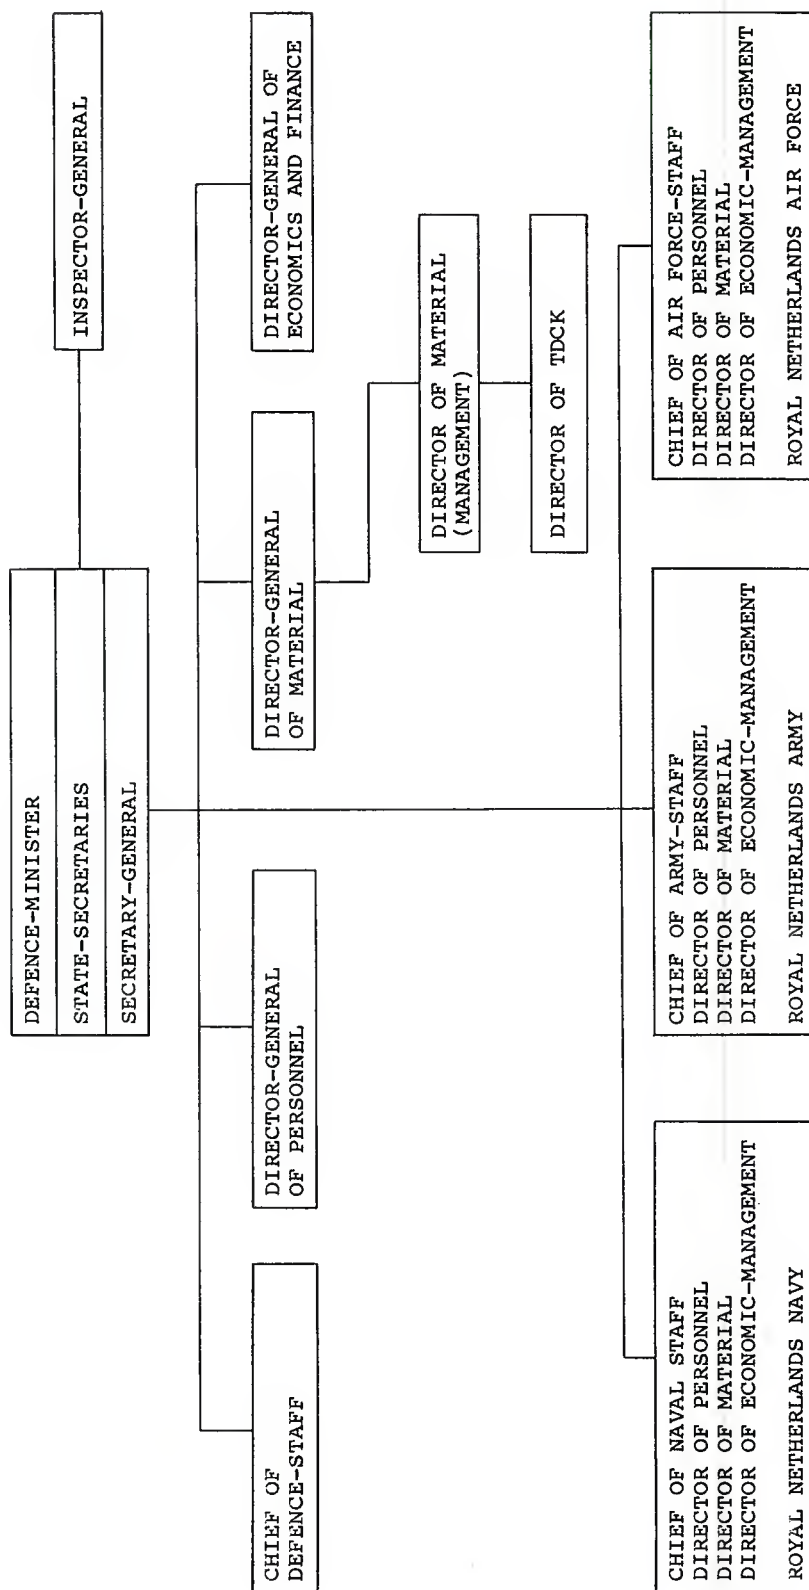 DEFENCE-MINISTER
STATE-SECRETARIES
SECRETARY-GENERAL
INSPECTOR-GENERAL
CHIEF OF
DEFENCE-STAFF
DIRECTOR-GENERAL
OF PERSONNEL
DIRECTOR-GENERAL
OF MATERIAL
DIRECTOR-GENERAL OF
ECONOMICS AND FINANCE
DIRECTOR OF MATERIAL
(MANAGEMENT)
DIRECTOR OF TDCK
CHIEF OF NAVAL STAFF
DIRECTOR OF PERSONNEL
DIRECTOR OF MATERIAL
DIRECTOR OF ECONOMIC-MANAGEMENT
ROYAL NETHERLANDS NAVY
CHIEF OF ARMY-STAFF
DIRECTOR OF PERSONNEL
DIRECTOR OF MATERIAL
DIRECTOR OF ECONOMIC-MANAGEMENT
ROYAL NETHERLANDS ARMY
CHIEF OF AIR FORCE-STAFF
DIRECTOR OF PERSONNEL
DIRECTOR OF MATERIAL
DIRECTOR OF ECONOMIC-MANAGEMENT
ROYAL NETHERLANDS AIR FORCE